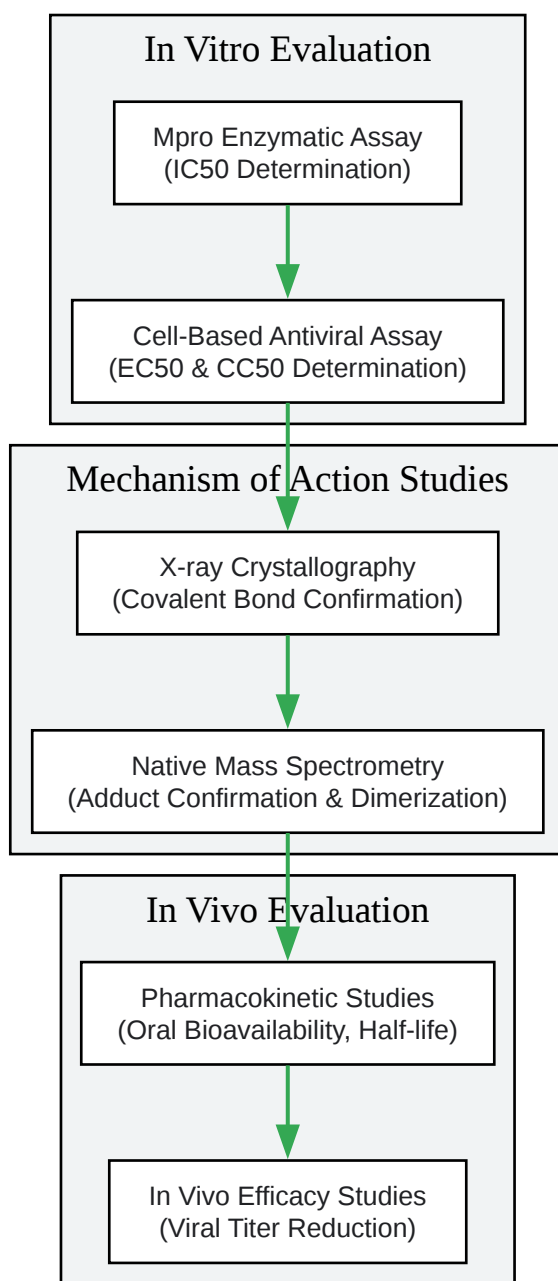 In Vitro Evaluation
Mpro Enzymatic Assay
(IC50 Determination)
Cell-Based Antiviral Assay
(EC50 & CC50 Determination)
Mechanism of Action Studies
X-ray Crystallography
(Covalent Bond Confirmation)
Native Mass Spectrometry
(Adduct Confirmation & Dimerization)
In Vivo Evaluation
Pharmacokinetic Studies
(Oral Bioavailability, Half-life)
In Vivo Efficacy Studies
(Viral Titer Reduction)